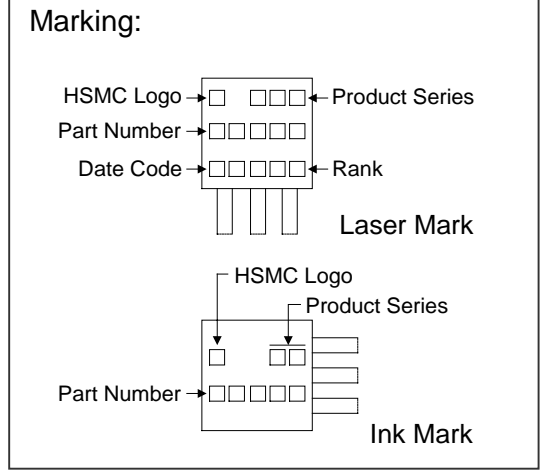 Marking:
HSMC Logo Product Series
Part Number
Date Code Rank
Laser Mark
HSMC Logo
Product Series
Part Number
Ink Mark